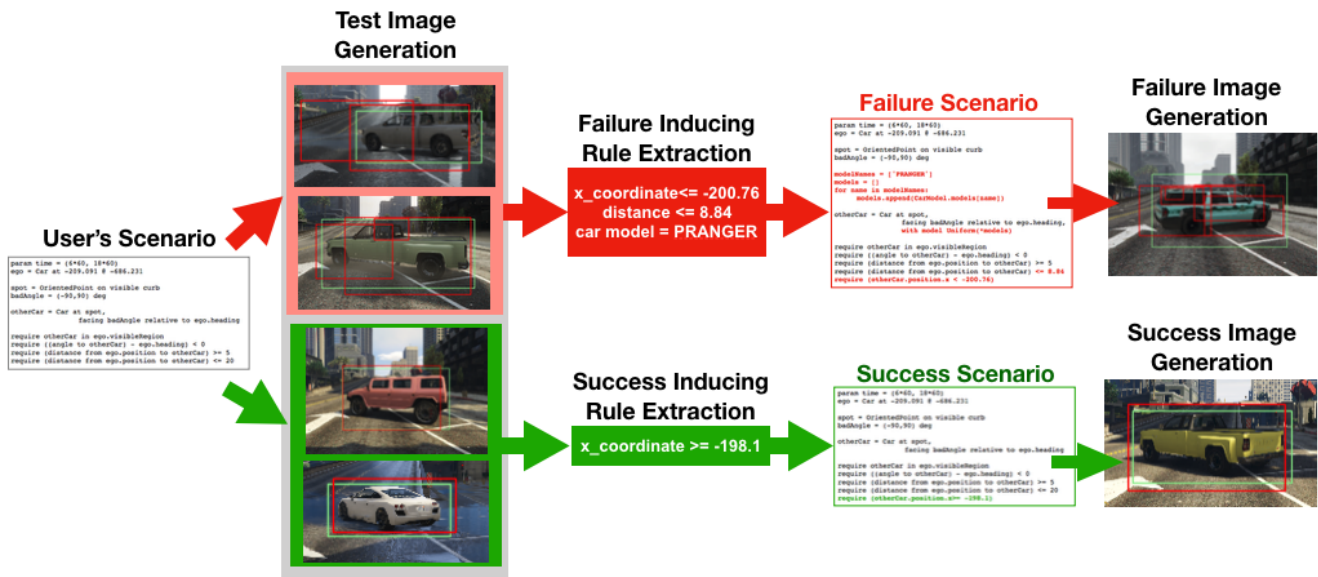 Test Image
Generation
User's Scenario
param time = (6*60, 18*60)
ego = Car at -209.091 @ -686.231
spot = OrientedPoint on visible curb
badAngle = (-90,90) deg
otherCar = Car at spot,
facing badAngle relative to ego.heading
require otherCar in ego.visibleRegion
require ((angle to otherCar) - ego.heading) < 0
require (distance from ego.position to otherCar) >= 5
require (distance from ego.position to otherCar) <= 20
Failure Inducing
Rule Extraction
x_coordinate<= -200.76
distance <= 8.84
car model = PRANGER
Failure Scenario
param time = (6*60, 18*60)
ego = Car at -209.091 @ -686.231
spot = OrientedPoint on visible curb
badAngle = (-90,90) deg
modelNames = ['PRANGER']
models = []
for name in modelNames:
models.append(CarModel.models[name])
otherCar = Car at spot,
facing badAngle relative to ego.heading,
with model Uniform(*models)
require otherCar in ego.visibleRegion
require ((angle to otherCar) - ego.heading) < 0
require (distance from ego.position to otherCar) >= 5
require (distance from ego.position to otherCar) <= 8.84
require (otherCar.position.x < -200.76)
Failure Image
Generation
Success Inducing
Rule Extraction
x_coordinate >= -198.1
Success Scenario
param time = (6*60, 18*60)
ego = Car at -209.091 @ -686.231
spot = OrientedPoint on visible curb
badAngle = (-90,90) deg
otherCar = Car at spot,
facing badAngle relative to ego.heading
require otherCar in ego.visibleRegion
require ((angle to otherCar) - ego.heading) < 0
require (distance from ego.position to otherCar) >= 5
require (distance from ego.position to otherCar) <= 20
require (otherCar.position.x>= -198.1)
Success Image
Generation